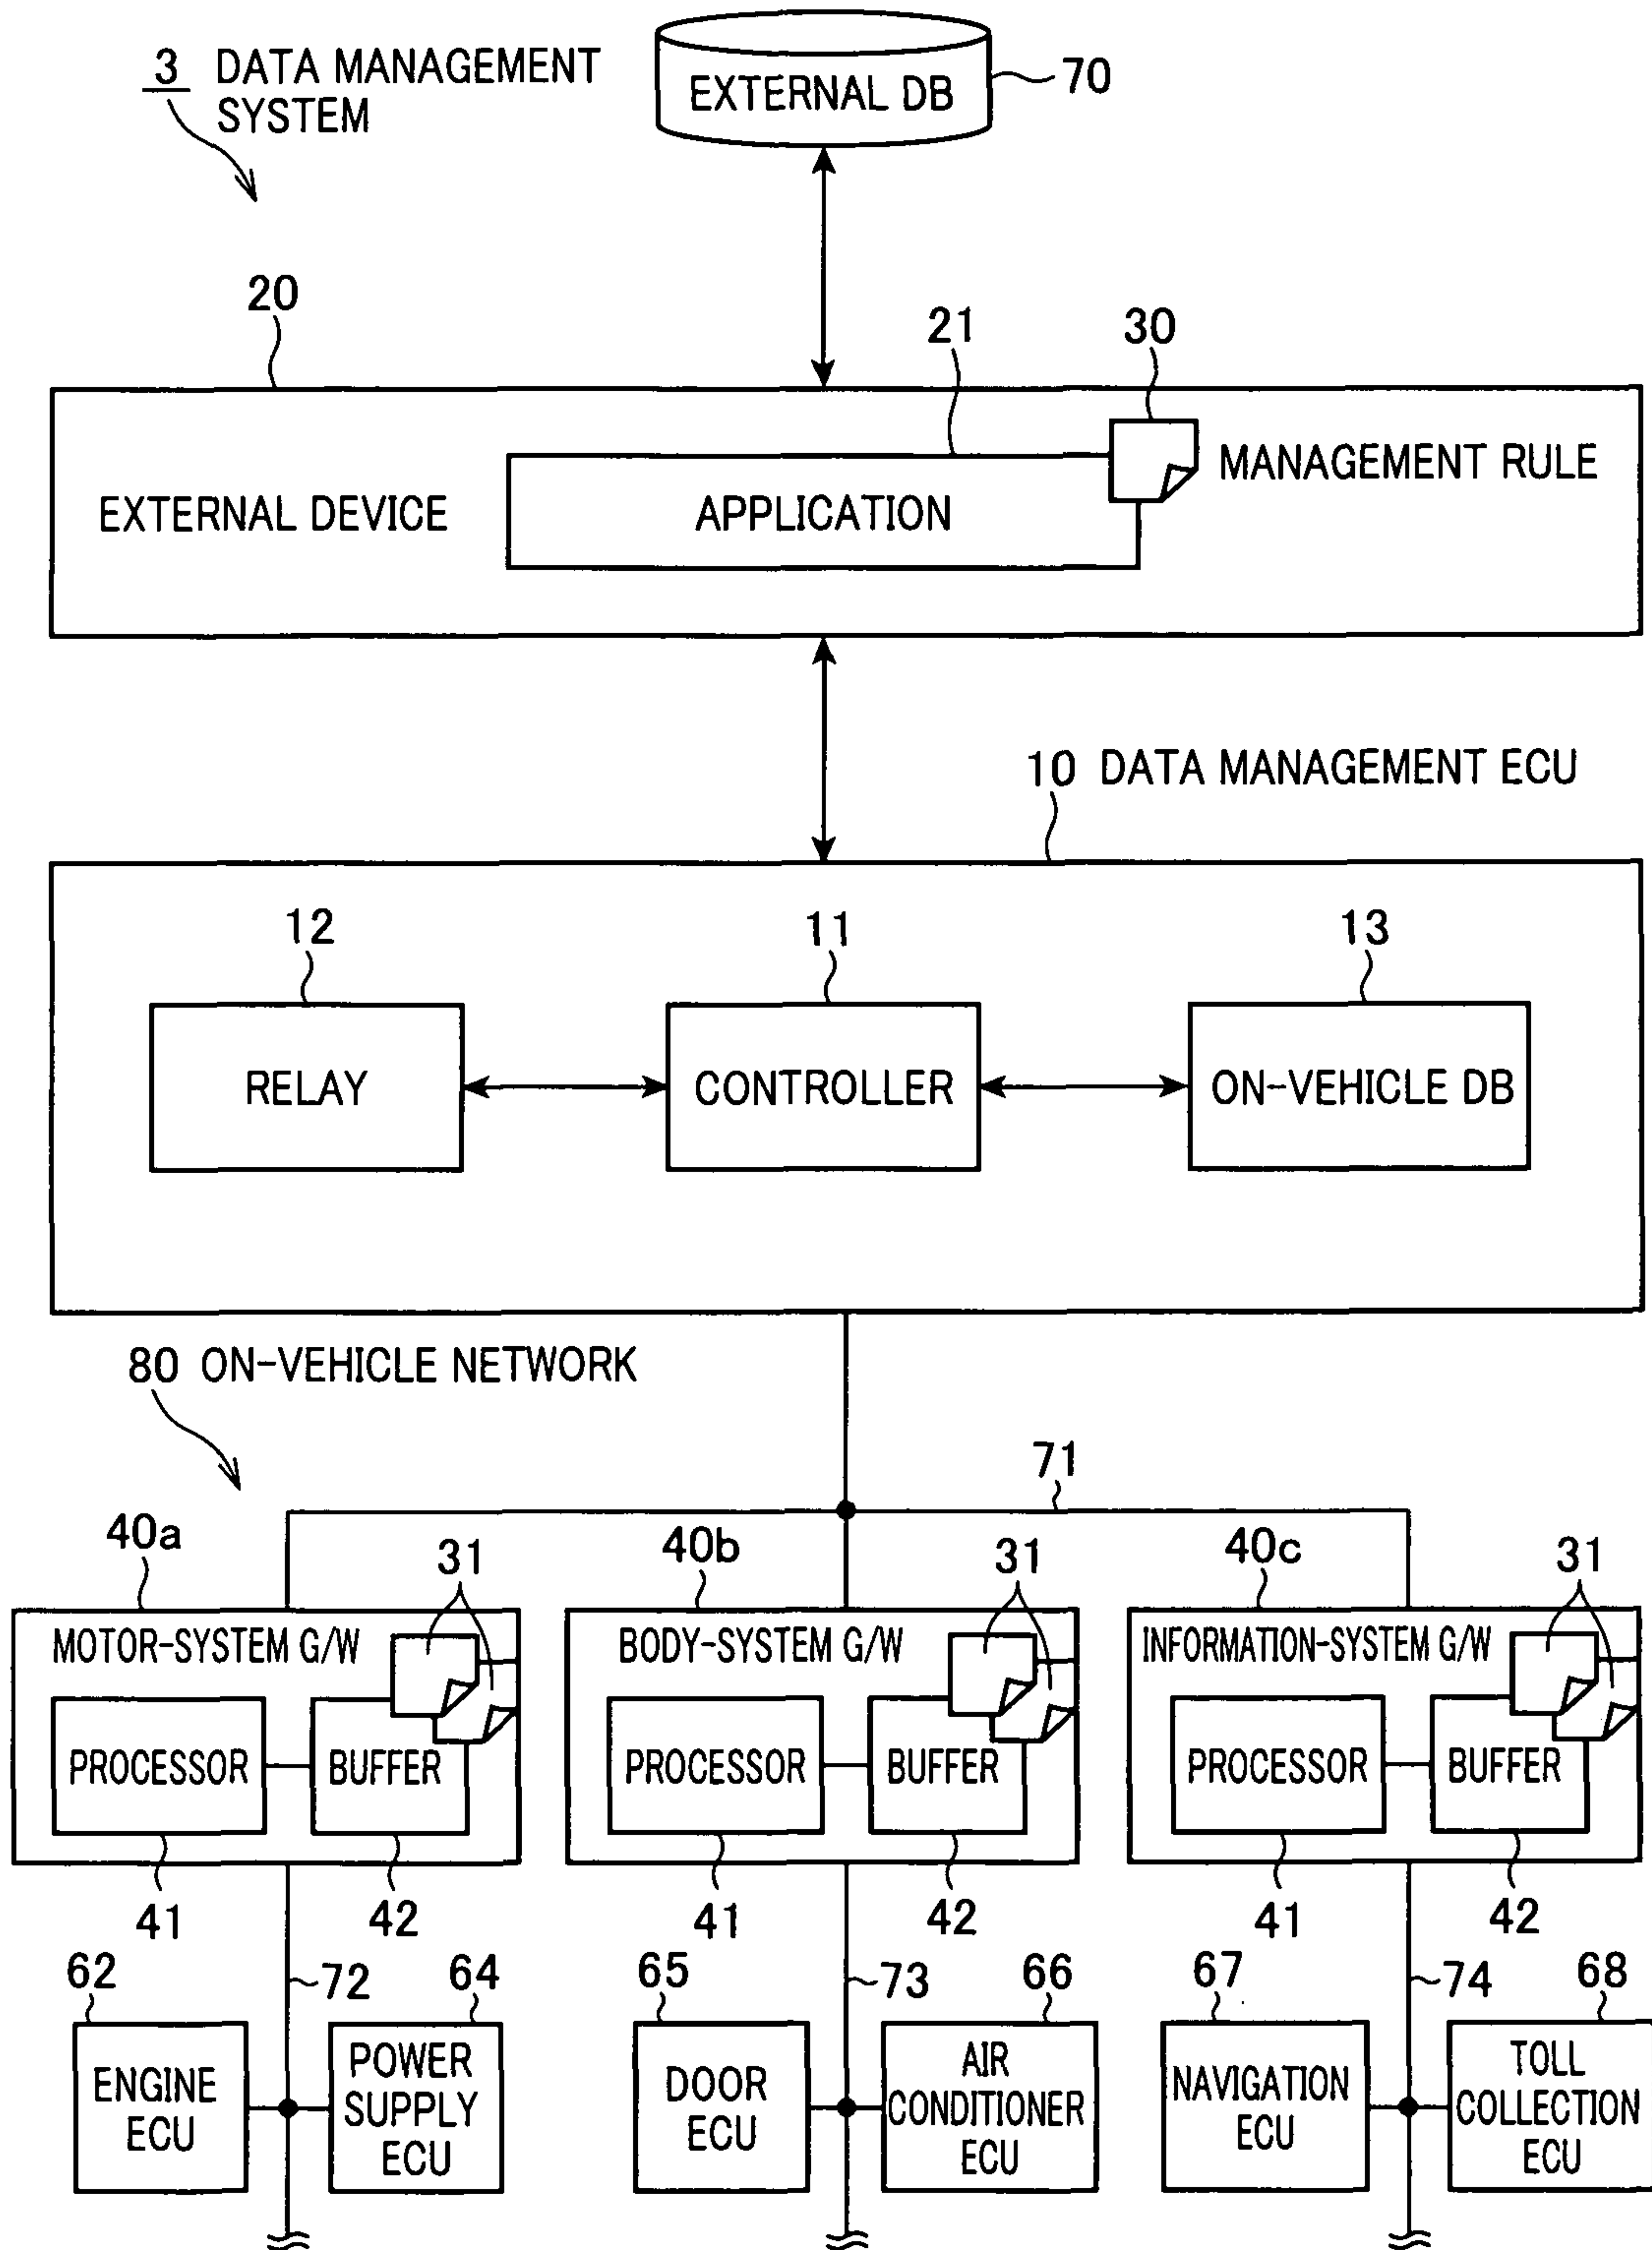 3 DATA MANAGEMENT
SYSTEM
EXTERNAL DB
70
20
21
30
EXTERNAL DEVICE
APPLICATION
MANAGEMENT RULE
10 DATA MANAGEMENT ECU
12
11
13
RELAY
CONTROLLER
ON-VEHICLE DB
80 ON-VEHICLE NETWORK
71
40a
31
40b
31
40c
31
MOTOR-SYSTEM G/W
BODY-SYSTEM G/W
INFORMATION-SYSTEM G/W
PROCESSOR
BUFFER
PROCESSOR
BUFFER
PROCESSOR
BUFFER
41
42
41
42
41
42
62
72
64
65
73
66
67
74
68
ENGINE
ECU
POWER
SUPPLY
ECU
DOOR
ECU
AIR
CONDITIONER
ECU
NAVIGATION
ECU
TOLL
COLLECTION
ECU